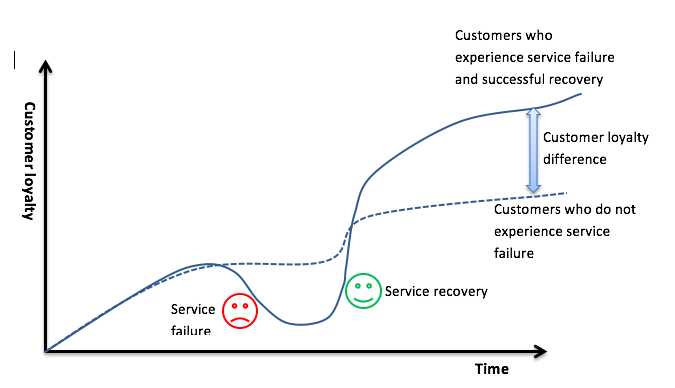 Customers who
experience service failure
and successful recovery
Customer loyalty
Customer loyalty
difference
Customers who do not
experience service
failure
Service recovery
Service
failure
Time